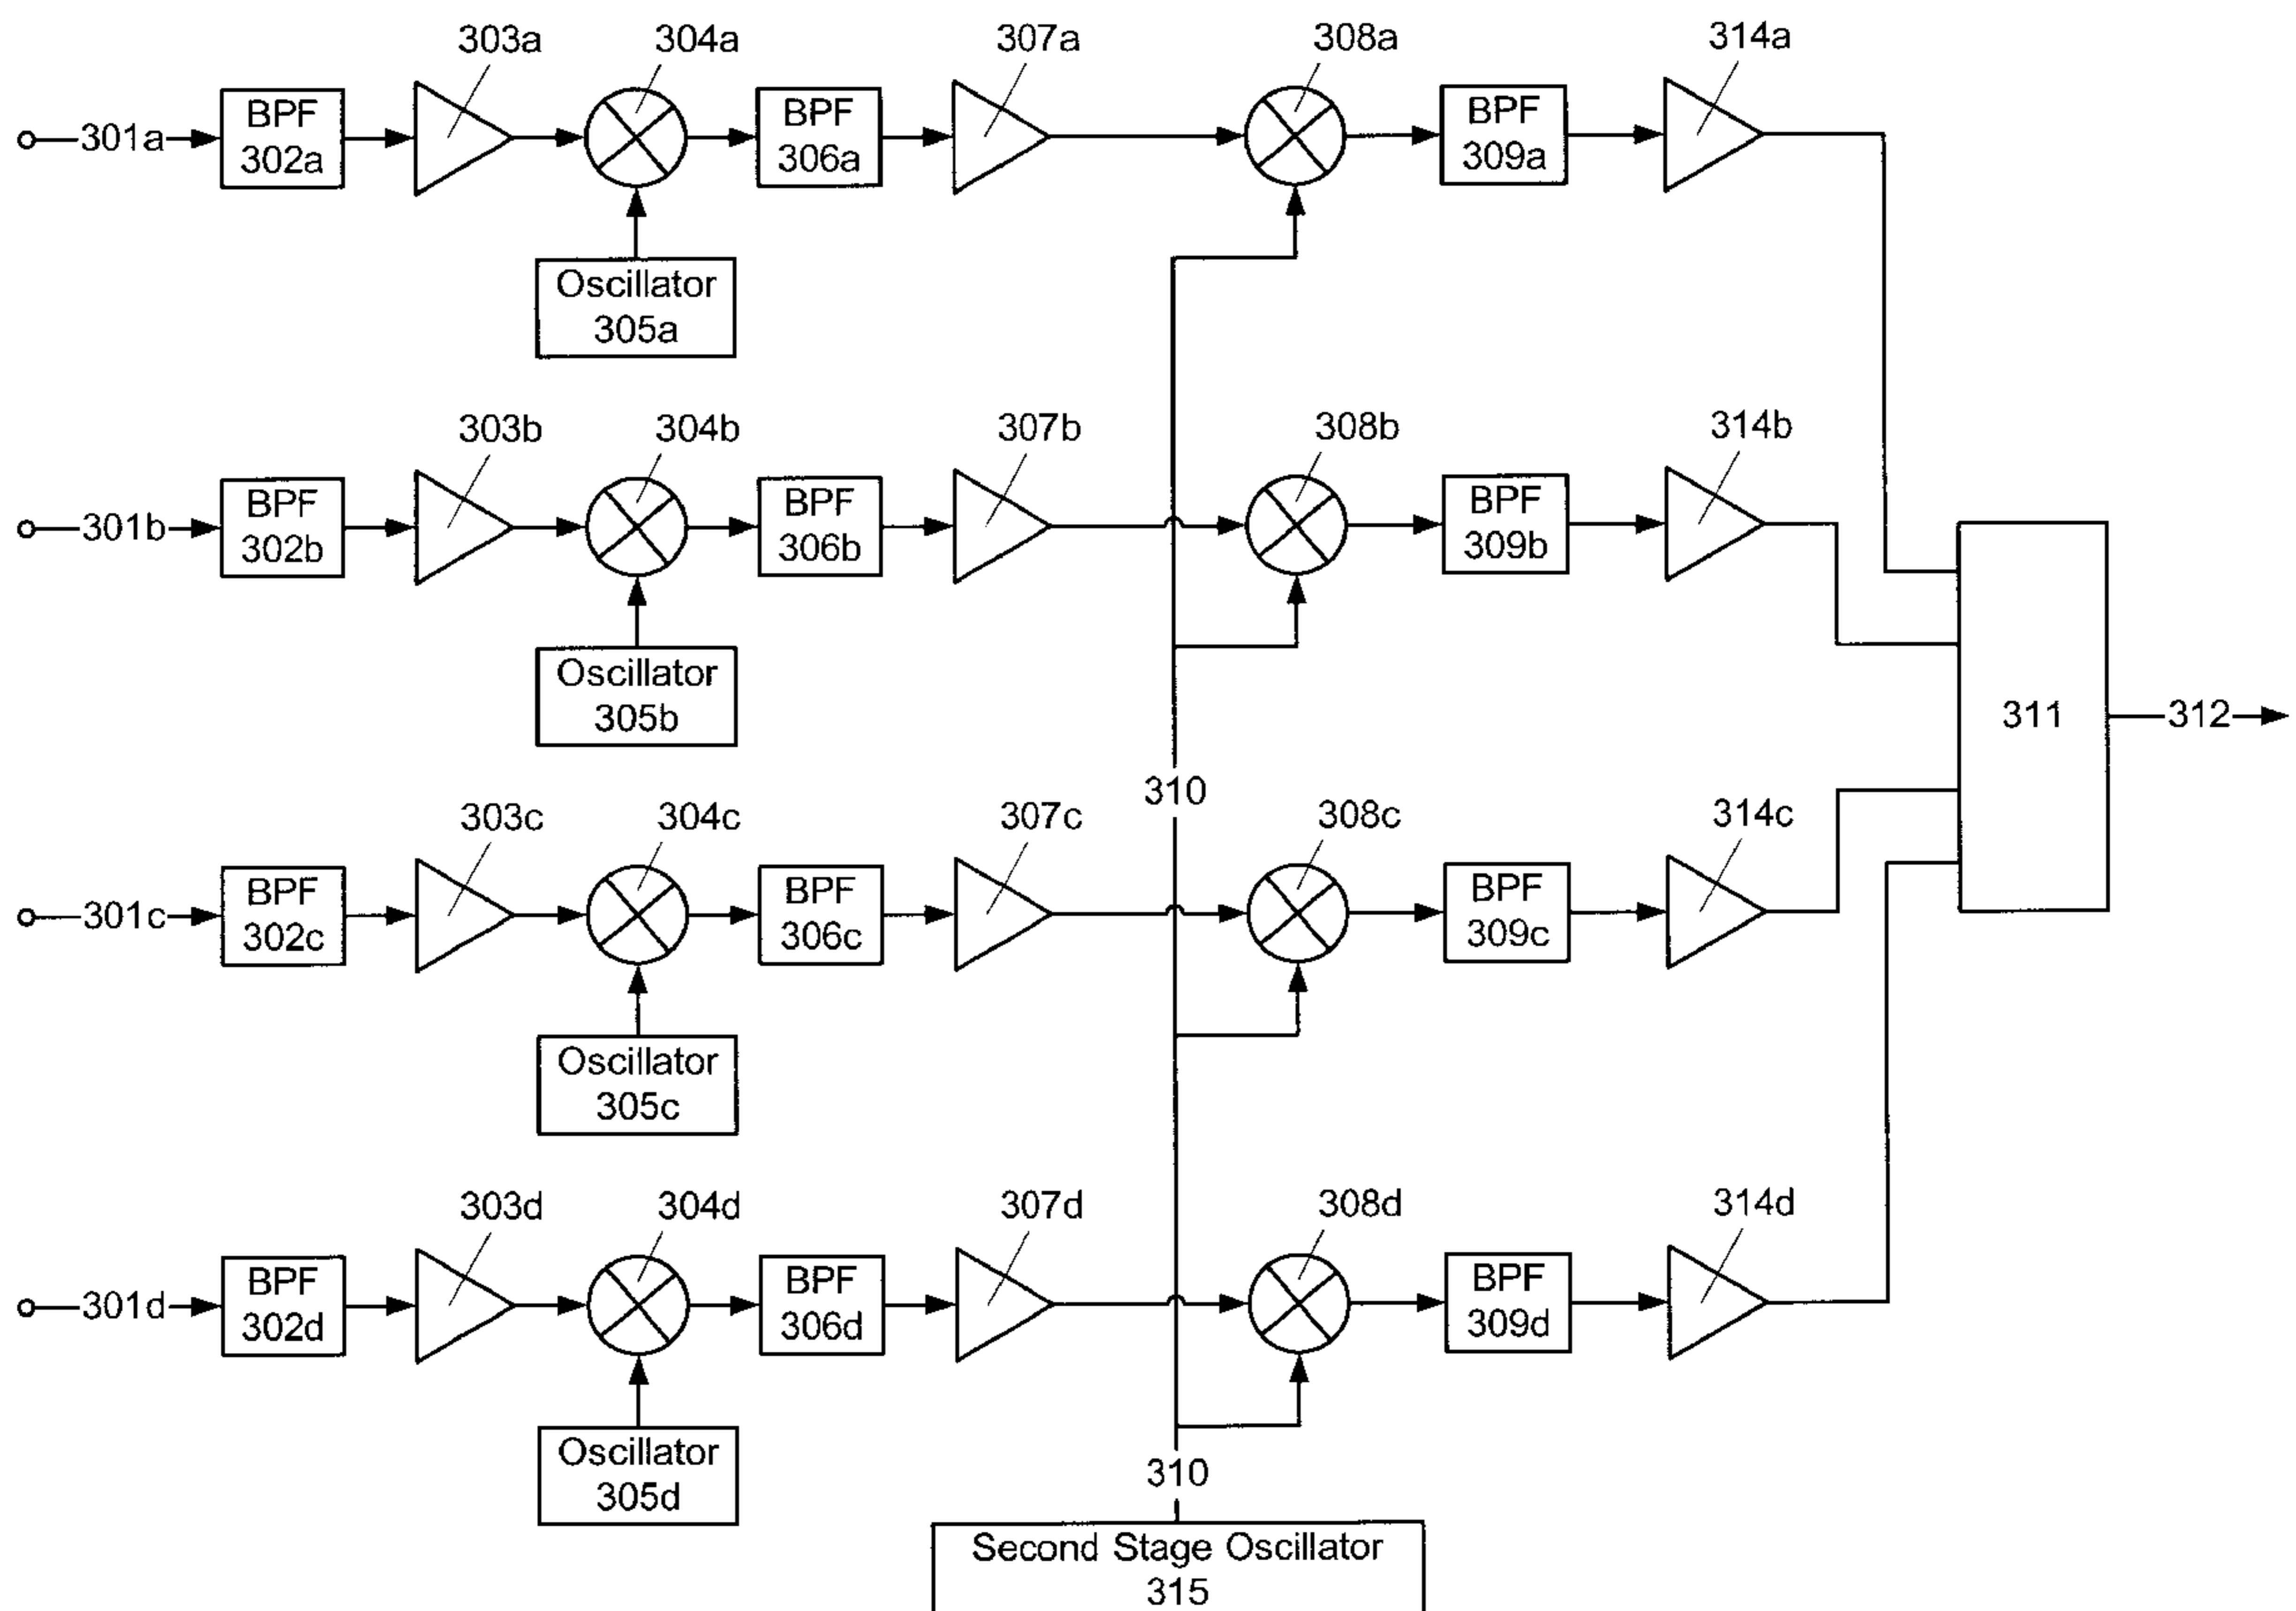 303a
304a
307a
308a
314a
301a
BPF
302a
BPF
306a
BPF
309a
Oscillator
305a
303b
304b
307b
308b
314b
301b
BPF
302b
BPF
306b
BPF
309b
Oscillator
305b
311
312
310
303c
304c
307c
308c
314c
301c
BPF
302c
BPF
306c
BPF
309c
Oscillator
305c
303d
304d
307d
308d
314d
301d
BPF
302d
BPF
306d
BPF
309d
Oscillator
305d
310
Second Stage Oscillator
315